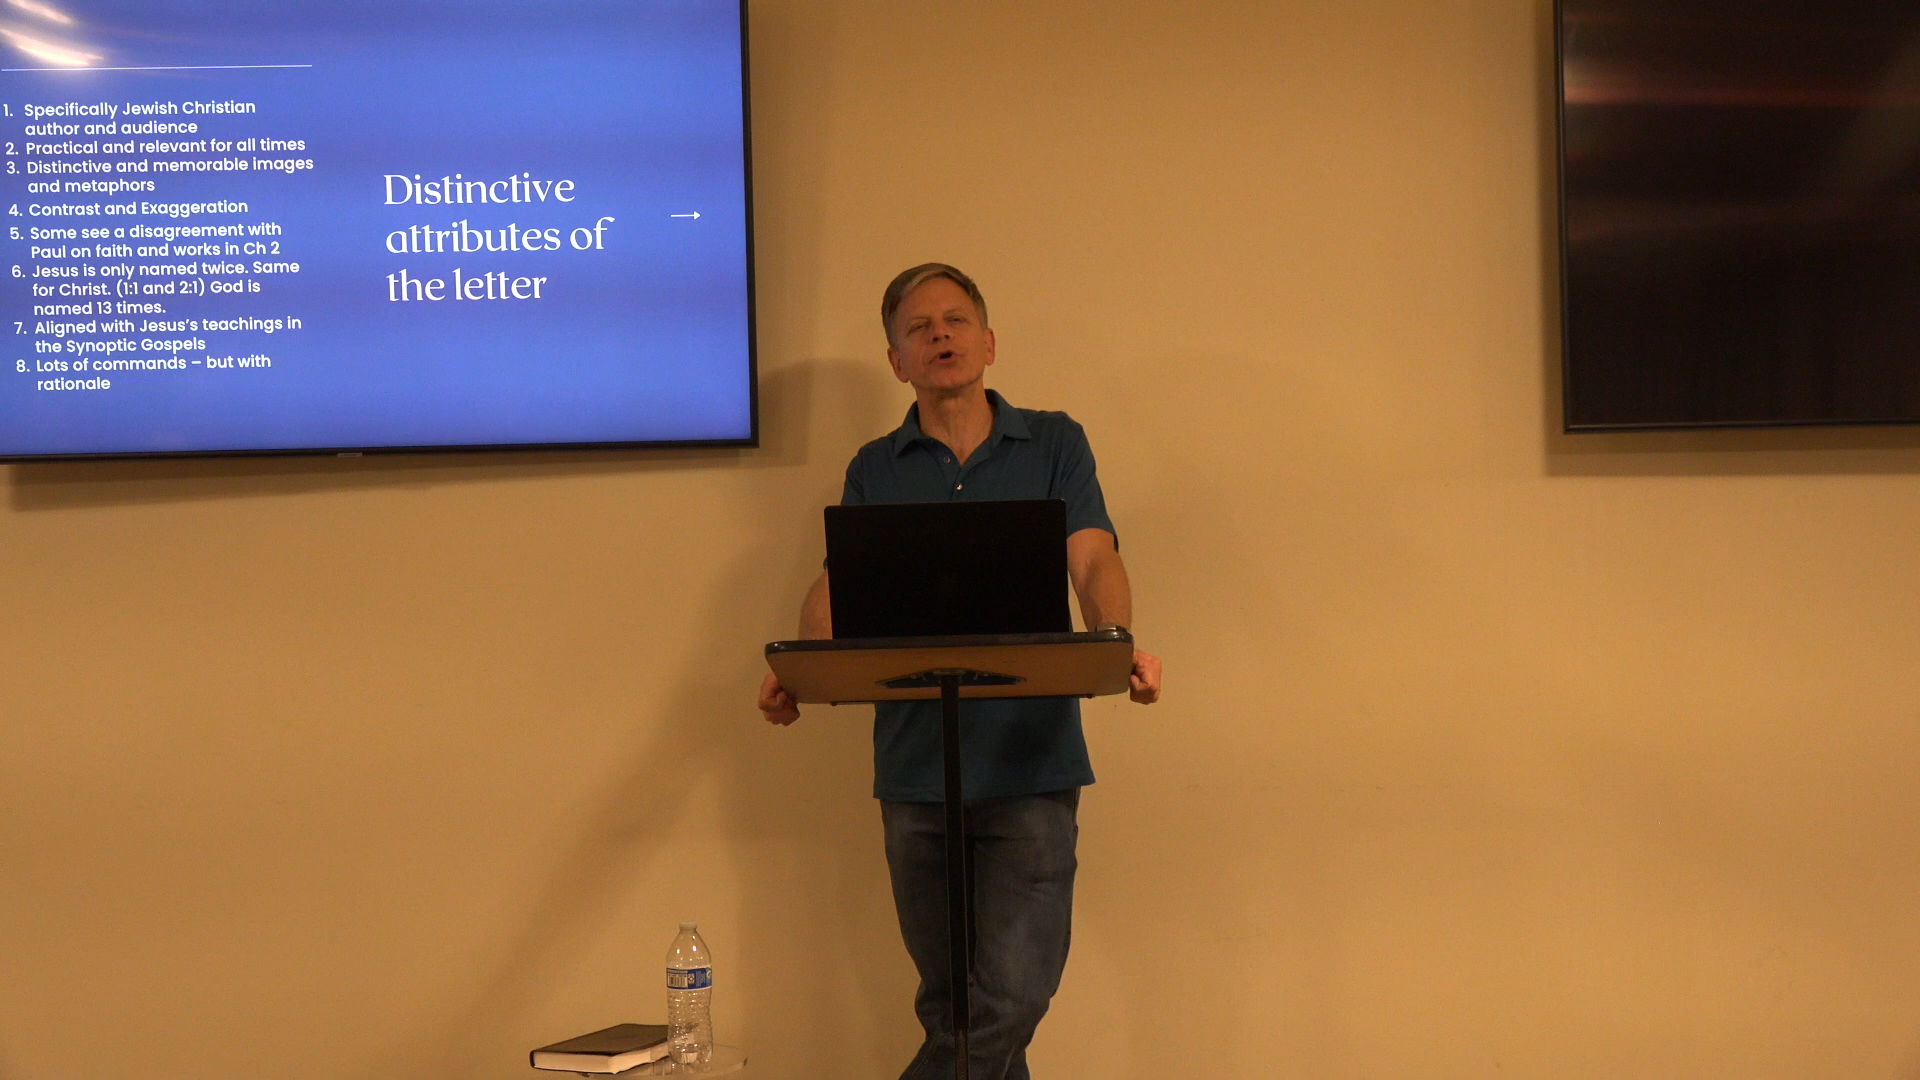 1. Specifically Jewish Christian
author and audience
2. Practical and relevant for all times
3. Distinctive and memorable images
and metaphors
4. Contrast and Exaggeration
5. Some see a disagreement with
Paul on faith and works in Ch 2
6. Jesus is only named twice. Same
for Christ. (1:1 and 2:1) God is
named 13 times.
7. Aligned with Jesus's teachings in
the Synoptic Gospels
8. Lots of commands – but with
rationale
Distinctive
attributes of
the letter